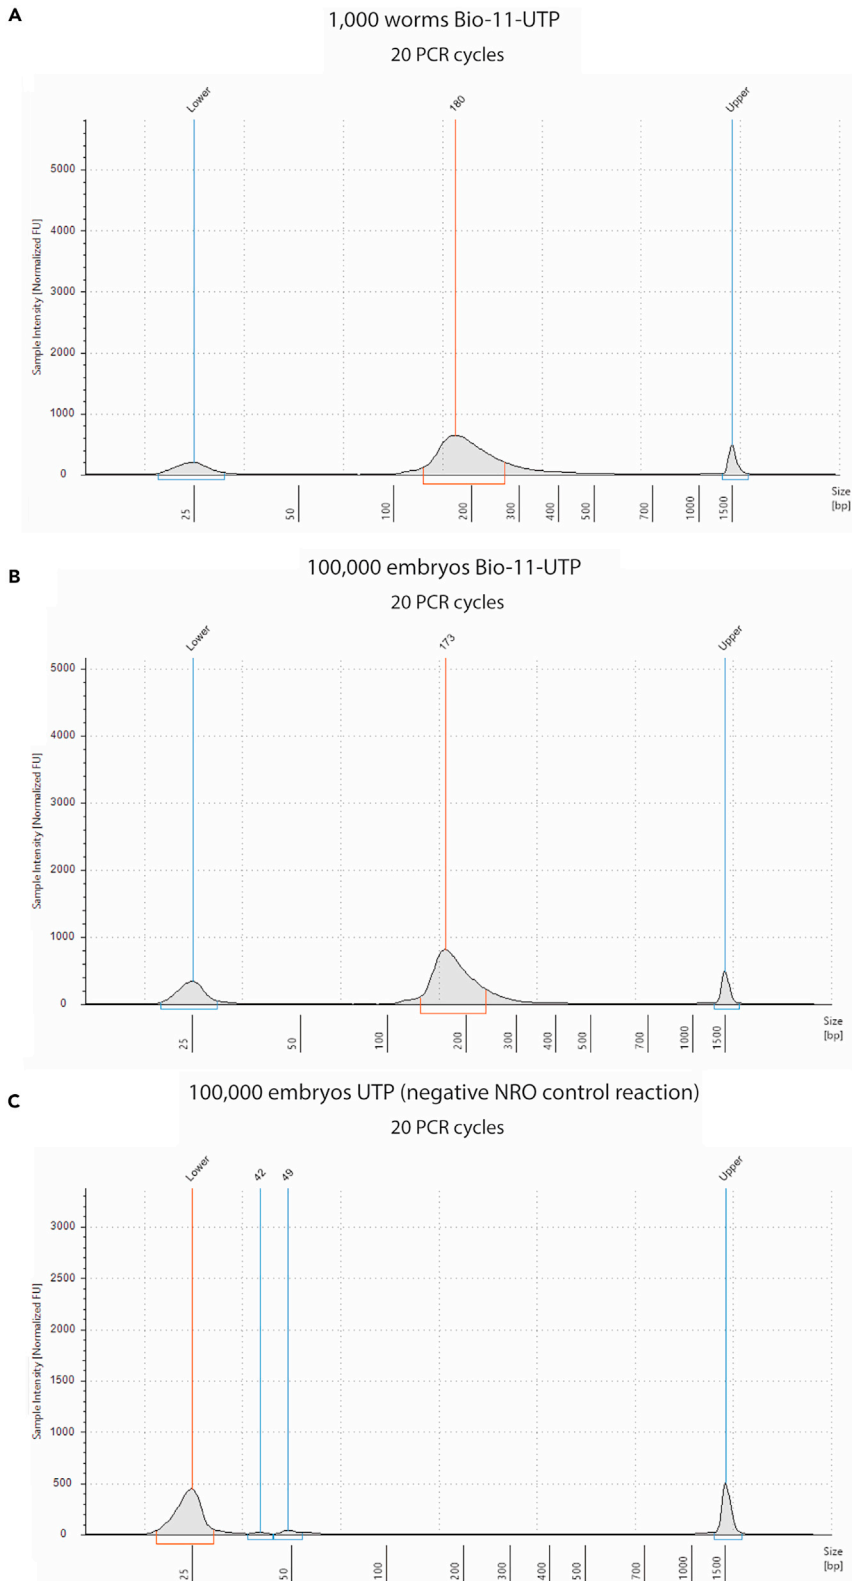 A
1,000 worms Bio-11-UTP
20 PCR cycles
Lower
180
Upper
Sample Intensity [Normalized FU]
5000
4000
3000
2000
1000
0
25
50
100
200
300
400
500
700
1000
1500
Size
[bp]
B
100,000 embryos Bio-11-UTP
20 PCR cycles
Lower
173
Upper
Sample Intensity [Normalized FU]
5000
4000
3000
2000
1000
0
25
50
100
200
300
400
500
700
1000
1500
Size
[bp]
C
100,000 embryos UTP (negative NRO control reaction)
20 PCR cycles
Lower
42
49
Upper
Sample Intensity [Normalized FU]
3000
2500
2000
1500
1000
500
0
25
50
100
200
300
400
500
700
1000
1500
Size
[bp]